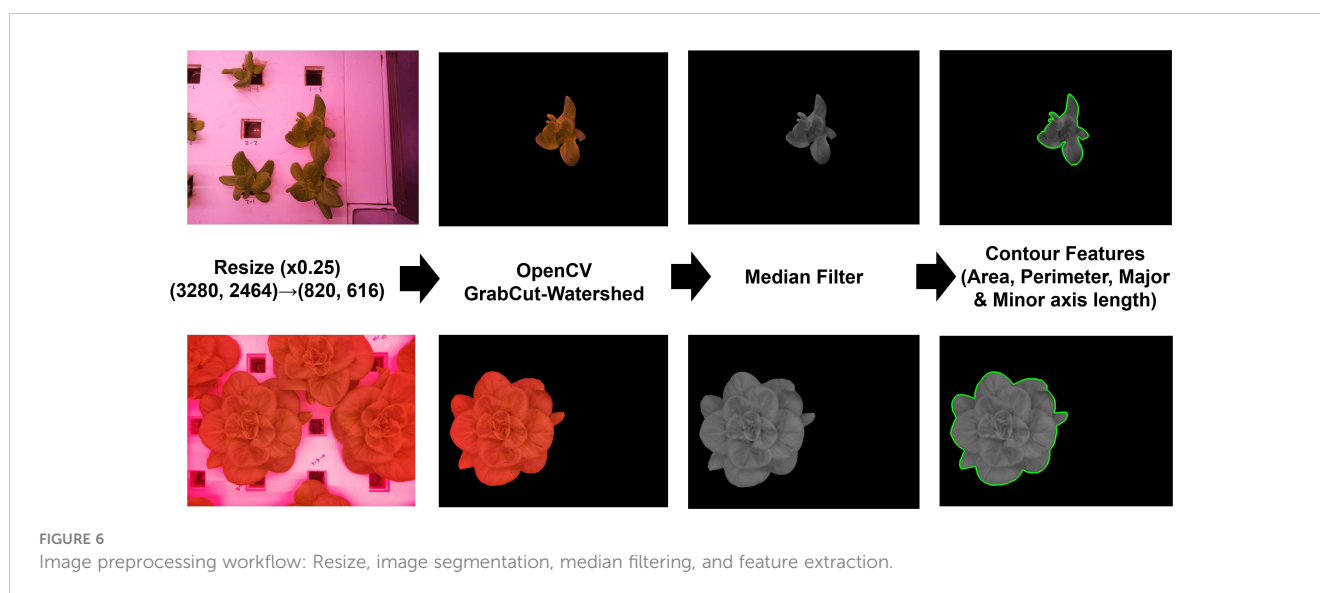 Resize (x0.25)
(3280, 2464)→(820, 616)
OpenCV
GrabCut-Watershed
Median Filter
Contour Features
(Area, Perimeter, Major
& Minor axis length)
FIGURE 6
Image preprocessing workflow: Resize, image segmentation, median filtering, and feature extraction.